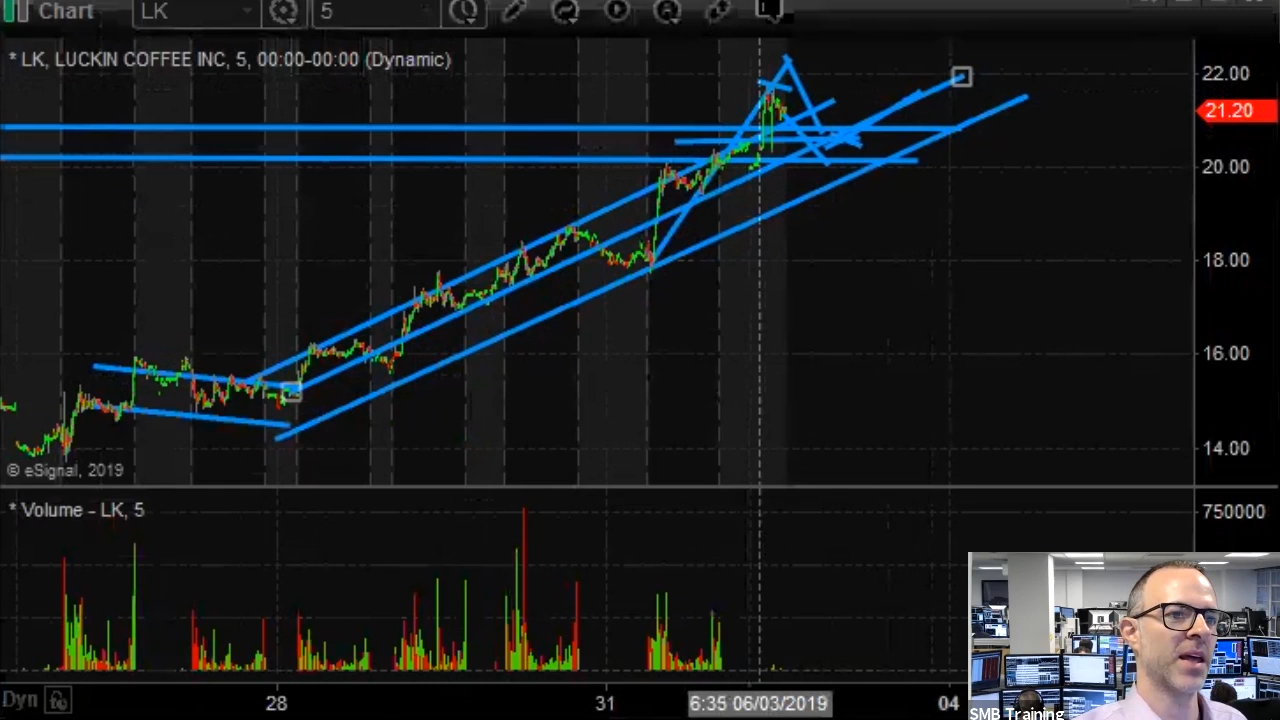 Chart LK 5
* LK, LUCKIN COFFEE INC, 5, 00:00-00:00 (Dynamic)
22.00
21.20
20.00
18.00
16.00
14.00
© eSignal, 2019
* Volume - LK, 5
750000
Dyn
28 31 6:35 06/03/2019 04
SMB Training